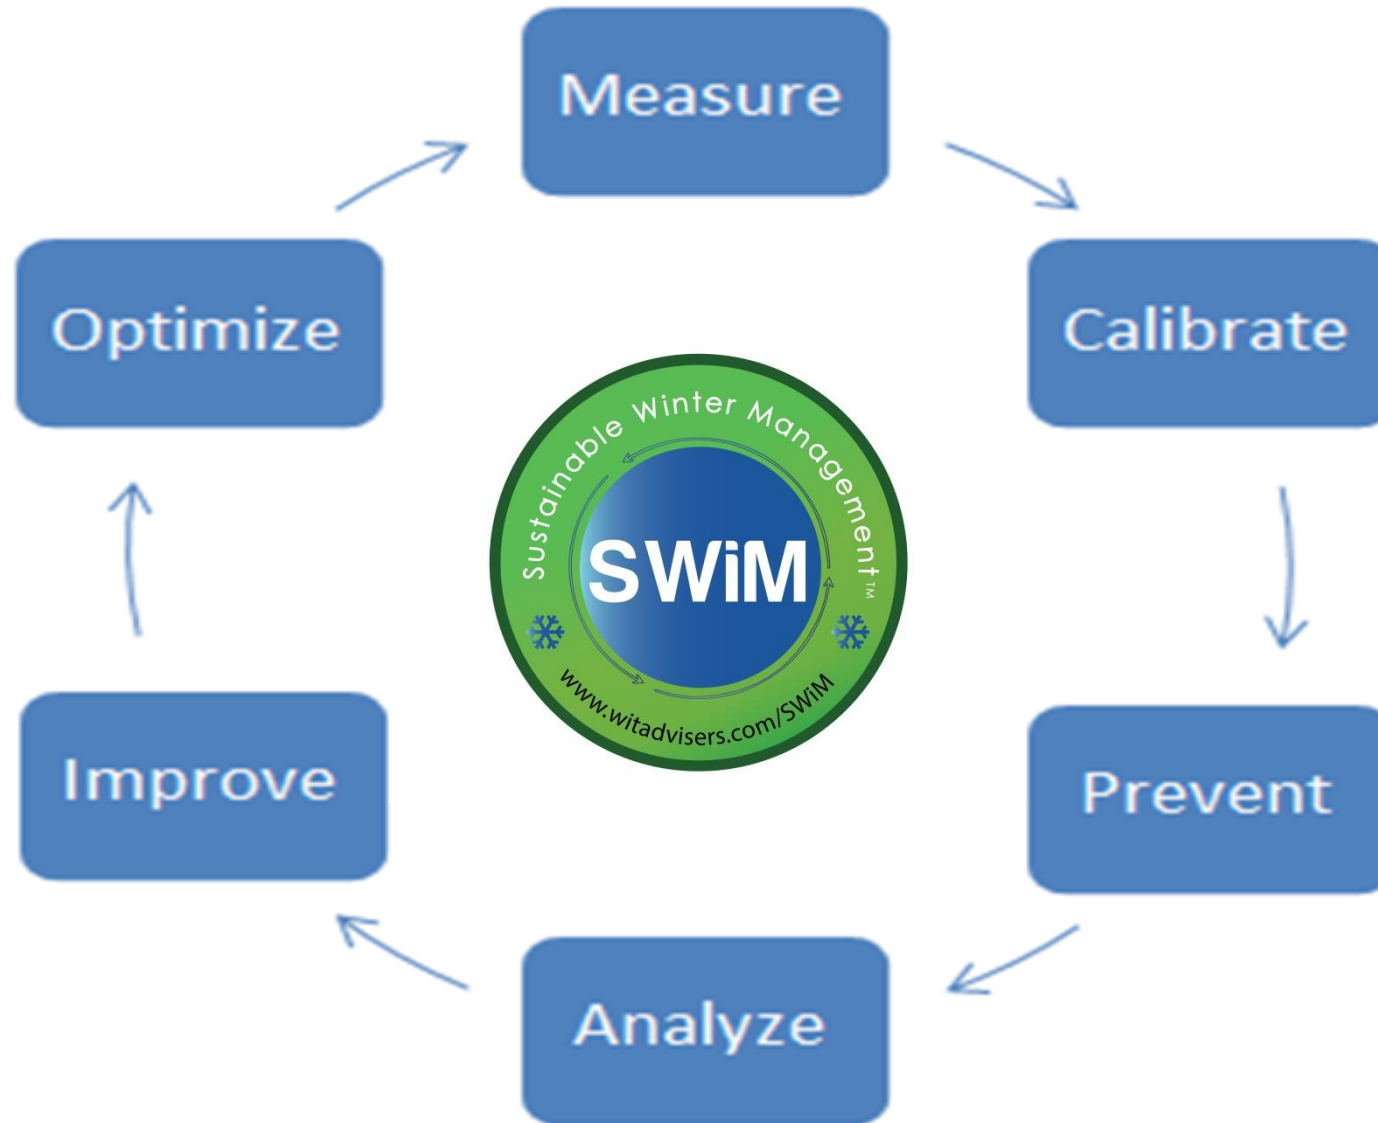 Measure
Calibrate
Prevent
Analyze
Improve
Optimize
Sustainable Winter Management™
SWiM
www.witadvisers.com/SWiM